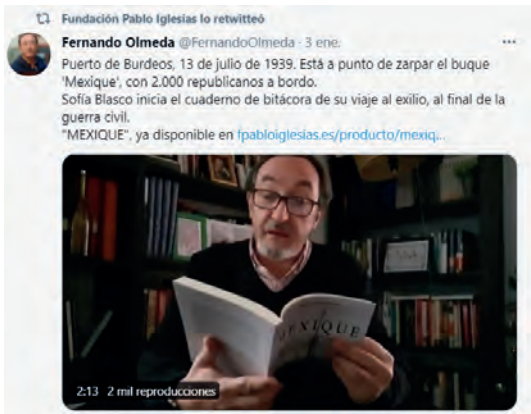 Fundación Pablo Iglesias lo retwitteó
Fernando Olmeda @FernandoOlmeda · 3 ene.
Puerto de Burdeos, 13 de julio de 1939. Está a punto de zarpar el buque
'Mexique', con 2.000 republicanos a bordo.
Sofía Blasco inicia el cuaderno de bitácora de su viaje al exilio, al final de la
guerra civil.
"MEXIQUE", ya disponible en fpabloiglesias.es/producto/mexiq...
MEXIQUE
2:13 2 mil reproducciones